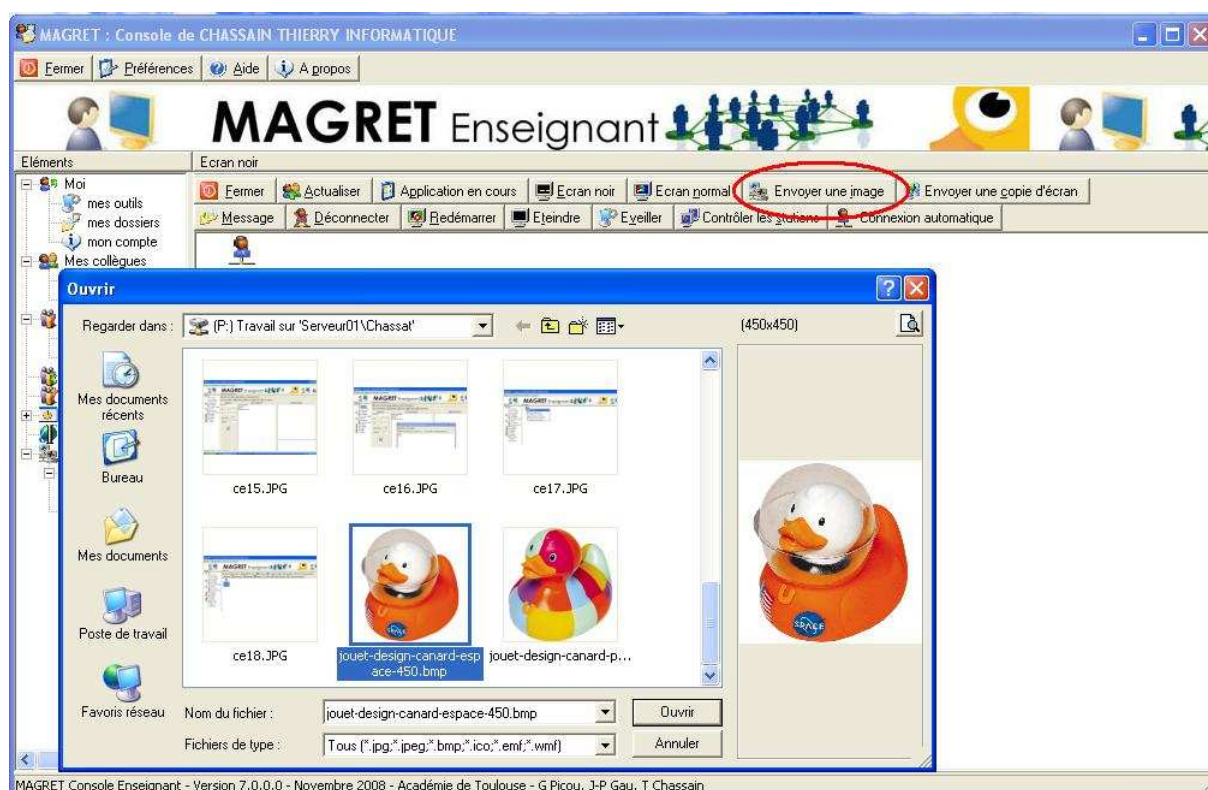 MAGRET : Console de CHASSAIN THIERRY INFORMATIQUE
Fermer Préférences Aide A propos
MAGRET Enseignant
Eléments Ecran noir
Moi
mes outils
mes dossiers
mon compte
Mes collègues
Fermer Actualiser Application en cours Ecran noir Ecran normal Envoyer une image Envoyer une copie d'écran
Message Déconnecter Redémarrer Eteindre Eveiller Contrôler les stations Connexion automatique
Ouvrir
Regarder dans : (P:) Travail sur 'Serveur01\Chassat' (450x450)
Mes documents récents
Bureau
Mes documents
Poste de travail
Favoris réseau
ce15.JPG ce16.JPG ce17.JPG
SPACE
ce18.JPG jouet-design-canard-esp
ace-450.bmp
jouet-design-canard-p...
SPACE
Nom du fichier : jouet-design-canard-espace-450.bmp Ouvrir
Fichiers de type : Tous (*.jpg;*.jpeg;*.bmp;*.ico;*.emf;*.wmf) Annuler
MAGRET Console Enseignant - Version 7.0.0.0 - Novembre 2008 - Académie de Toulouse - G Picou, J-P Gau, T Chassain